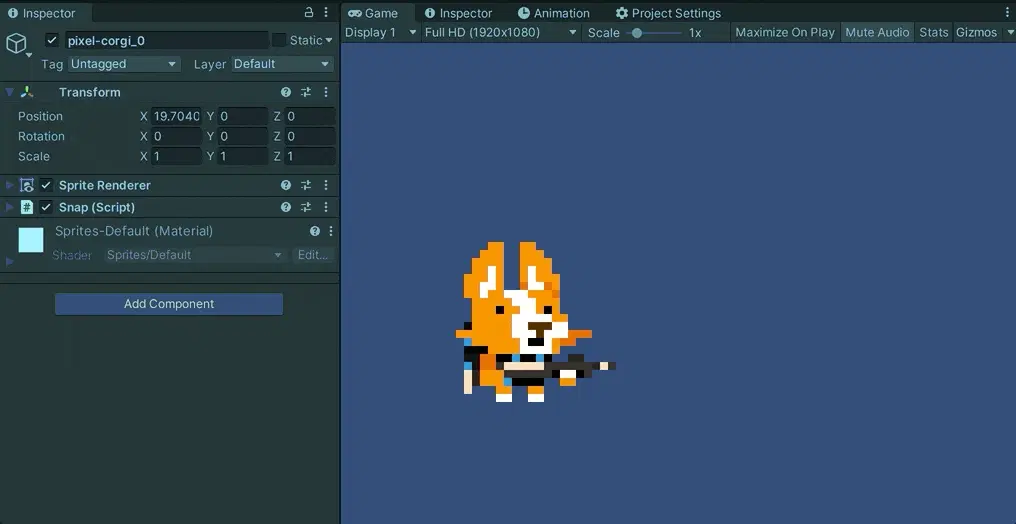 Inspector
Game Inspector Animation Project Settings
pixel-corgi_0 Static
Display 1 Full HD (1920x1080) Scale 1x Maximize On Play Mute Audio Stats Gizmos
Tag Untagged Layer Default
Transform
Position X 19.7040 Y 0 Z 0
Rotation X 0 Y 0 Z 0
Scale X 1 Y 1 Z 1
Sprite Renderer
# Snap (Script)
Sprites-Default (Material)
Shader Sprites/Default Edit...
Add Component